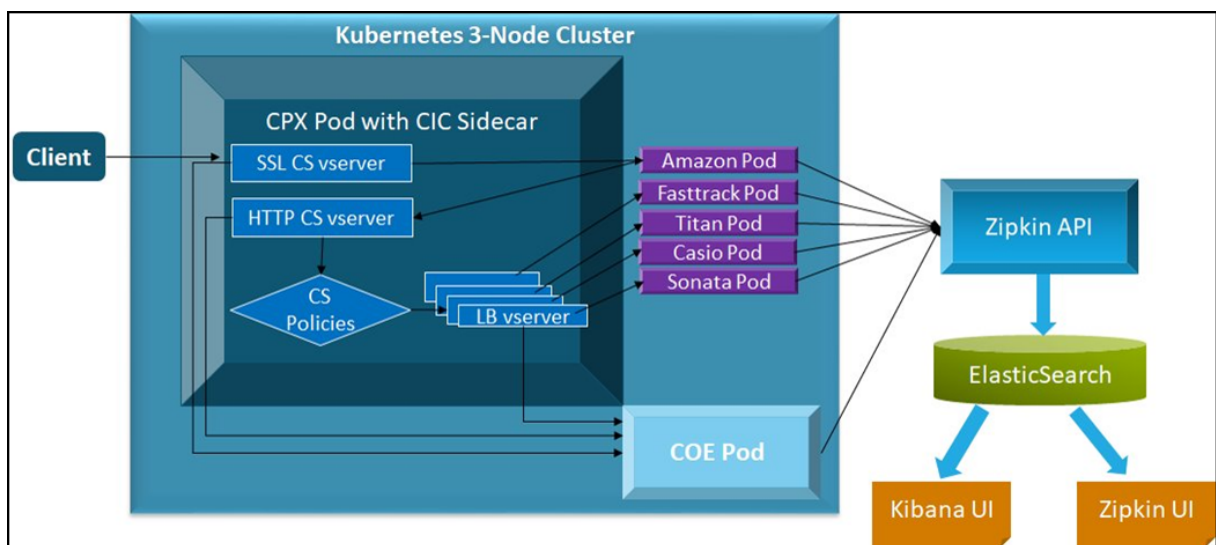 Kubernetes 3-Node Cluster
CPX Pod with CIC Sidecar
Client
SSL CS vserver
HTTP CS vserver
CS
Policies
LB vserver
Amazon Pod
Fasttrack Pod
Titan Pod
Casio Pod
Sonata Pod
COE Pod
Zipkin API
ElasticSearch
Kibana UI
Zipkin UI